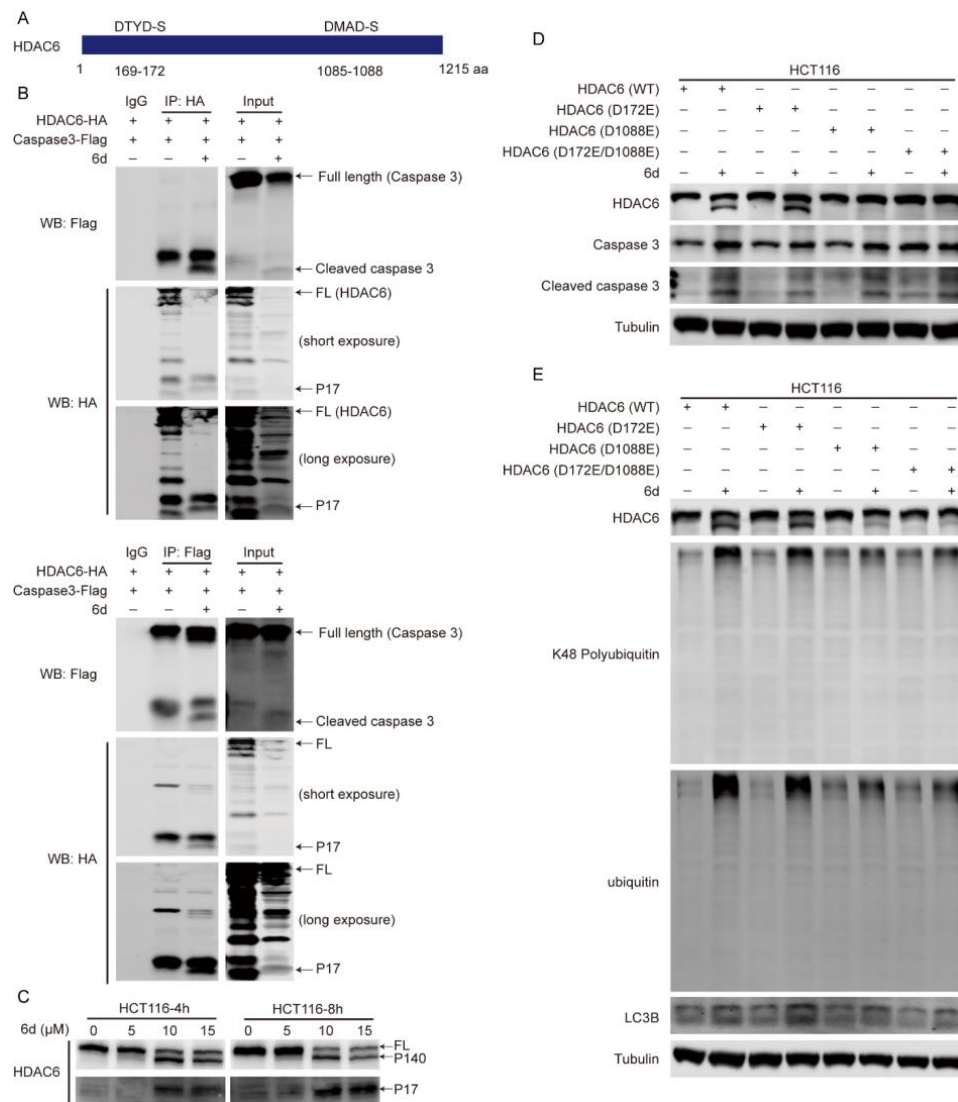 A
DTYD-S DMAD-S
HDAC6
1 169-172 1085-1088 1215 aa
B
IgG IP: HA Input
HDAC6-HA + + + + +
Caspase3-Flag + + + + +
6d − + − +
WB: Flag
Full length (Caspase 3)
Cleaved caspase 3
WB: HA
FL (HDAC6)
(short exposure)
P17
FL (HDAC6)
(long exposure)
P17
IgG IP: Flag Input
HDAC6-HA + + + + +
Caspase3-Flag + + + + +
6d − + − +
WB: Flag
Full length (Caspase 3)
Cleaved caspase 3
WB: HA
FL
(short exposure)
P17
FL
(long exposure)
P17
C
HCT116-4h HCT116-8h
6d (μM) 0 5 10 15 0 5 10 15
HDAC6
FL
P140
P17
D
HCT116
HDAC6 (WT) + + − − − − − −
HDAC6 (D172E) − − + + − − − −
HDAC6 (D1088E) − − − − + + − −
HDAC6 (D172E/D1088E) − − − − − − + +
6d − + − + − + − +
HDAC6
Caspase 3
Cleaved caspase 3
Tubulin
E
HCT116
HDAC6 (WT) + + − − − − − −
HDAC6 (D172E) − − + + − − − −
HDAC6 (D1088E) − − − − + + − −
HDAC6 (D172E/D1088E) − − − − − − + +
6d − + − + − + − +
HDAC6
K48 Polyubiquitin
ubiquitin
LC3B
Tubulin